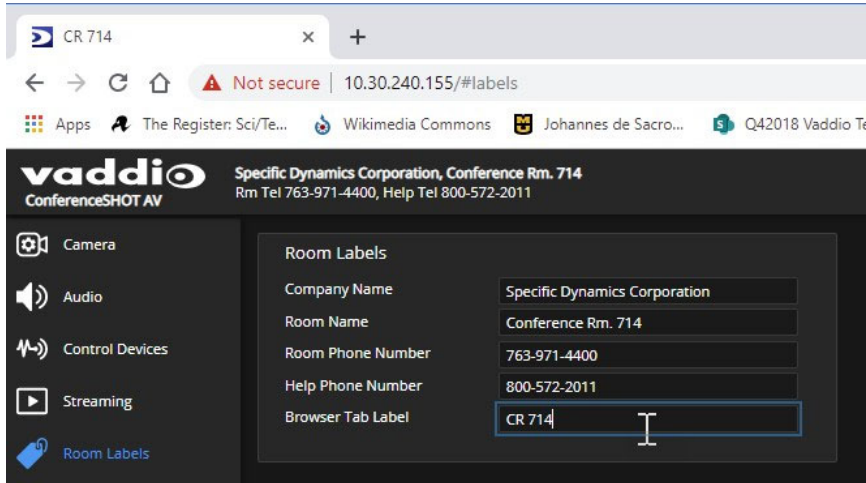 CR 714
Not secure | 10.30.240.155/#labels
Apps The Register: Sci/Te... Wikimedia Commons Johannes de Sacro... Q42018 Vaddio Te
vaddio
ConferenceSHOT AV
Specific Dynamics Corporation, Conference Rm. 714
Rm Tel 763-971-4400, Help Tel 800-572-2011
Camera
Audio
Control Devices
Streaming
Room Labels
Room Labels
Company Name Specific Dynamics Corporation
Room Name Conference Rm. 714
Room Phone Number 763-971-4400
Help Phone Number 800-572-2011
Browser Tab Label CR 714